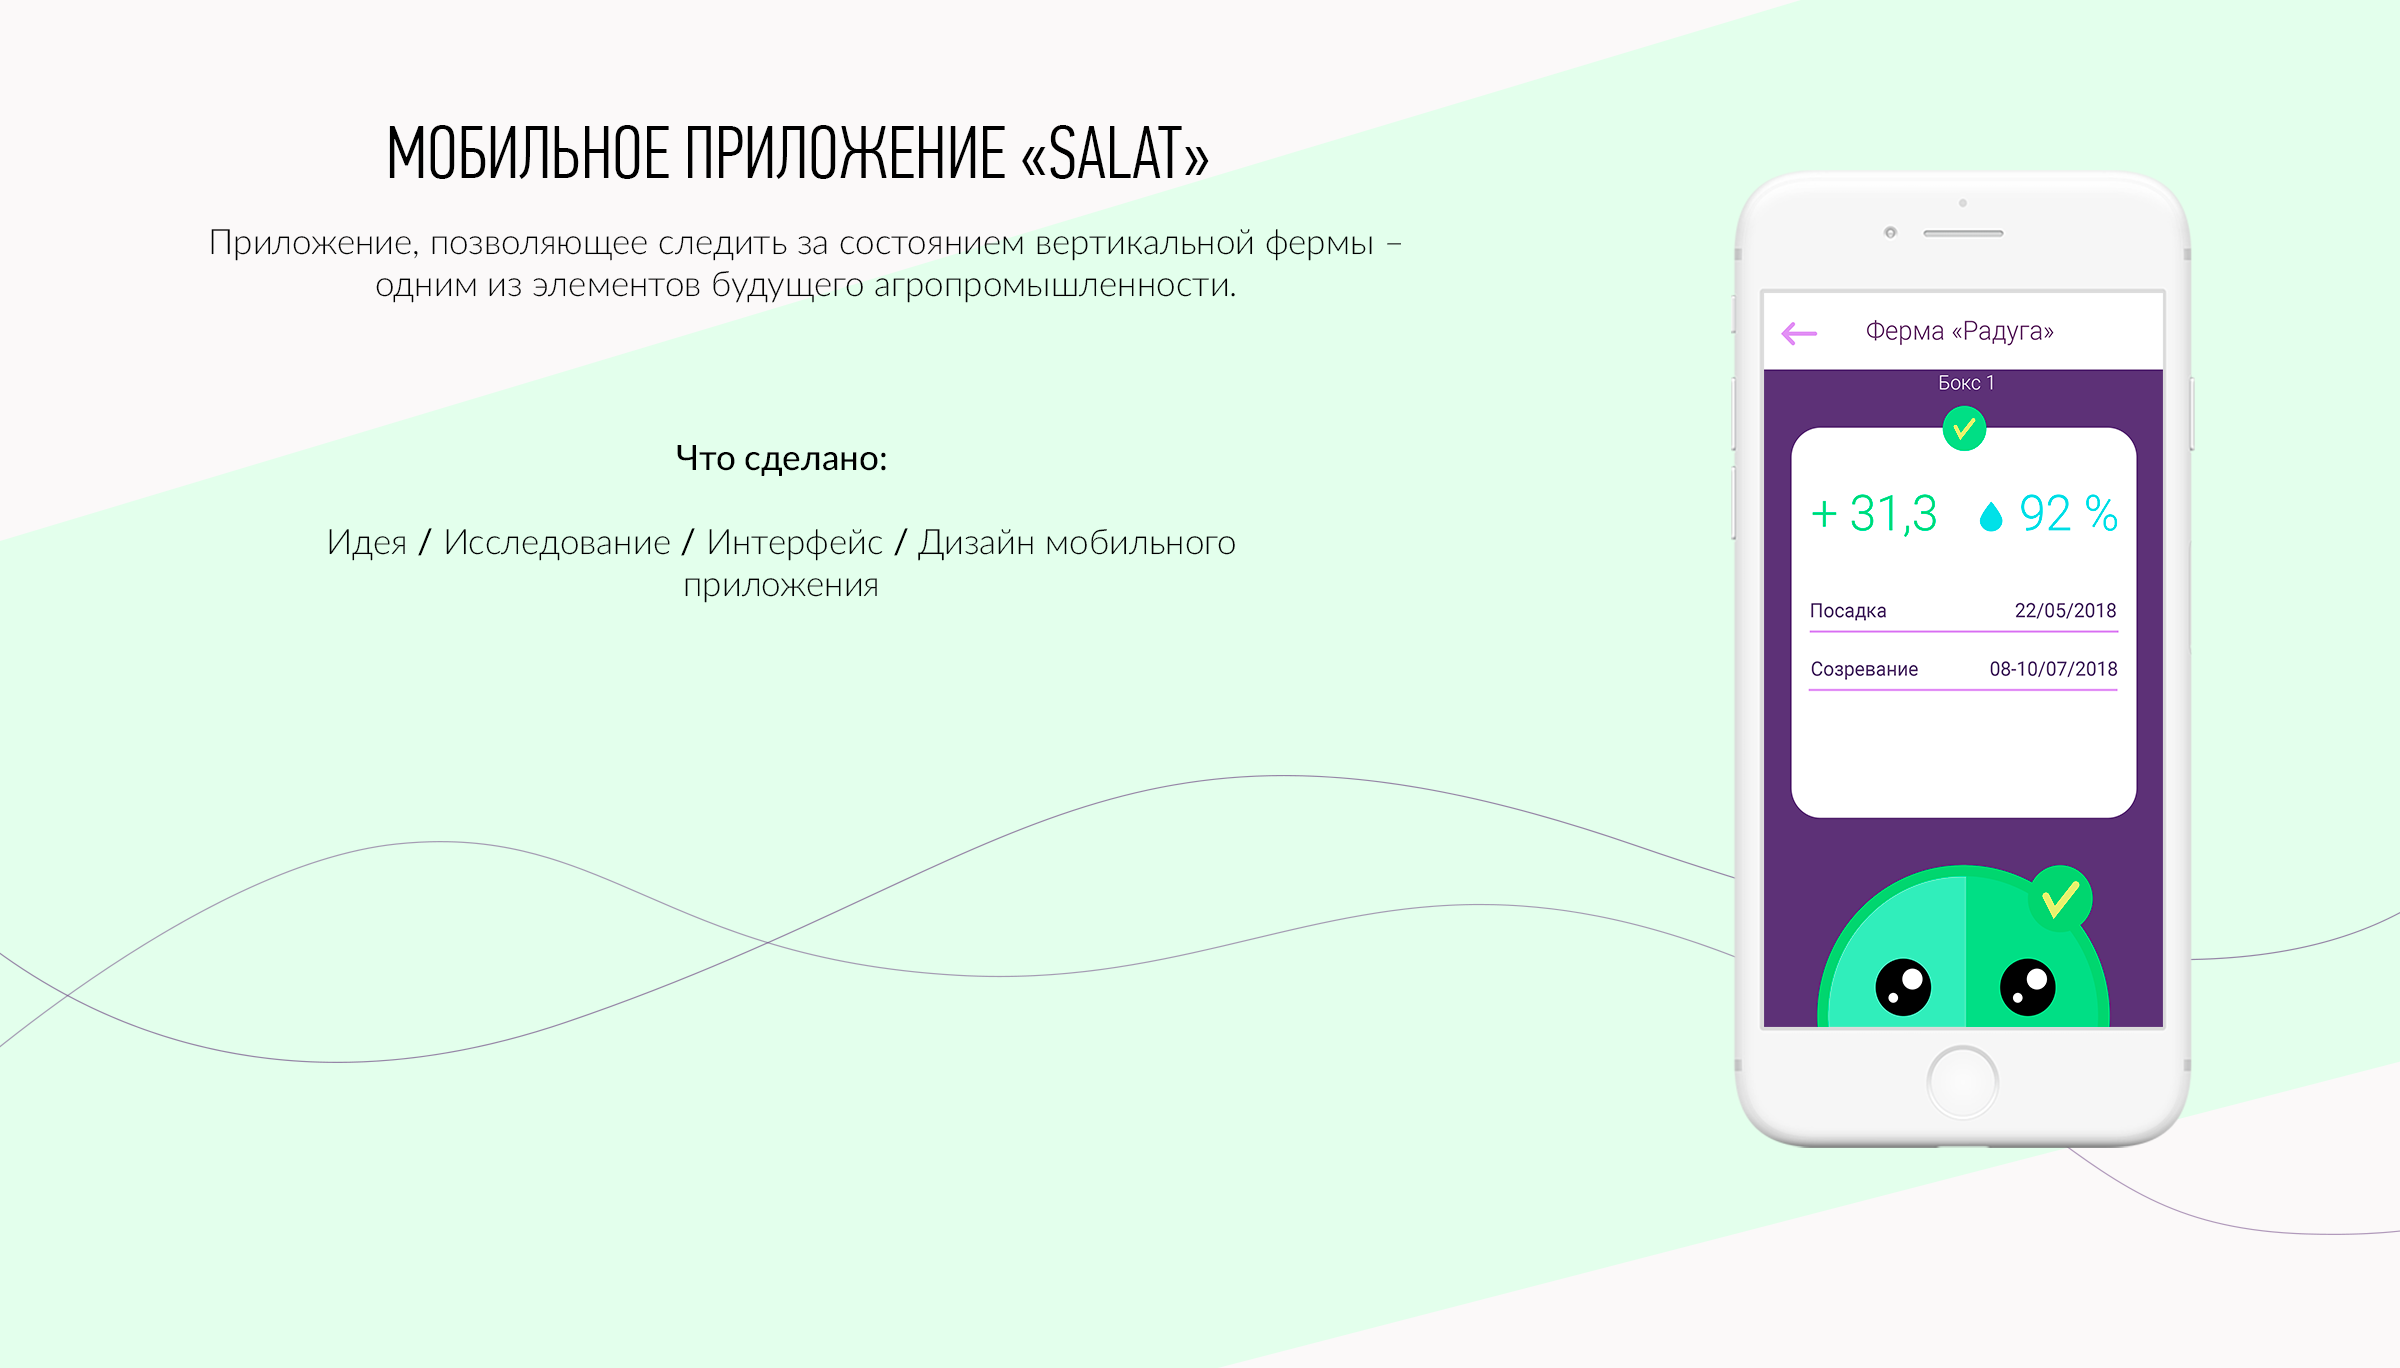 МОБИЛЬНОЕ ПРИЛОЖЕНИЕ «SALAT»
Приложение, позволяющее следить за состоянием вертикальной фермы –
одним из элементов будущего агропромышленности.
Что сделано:
Идея / Исследование / Интерфейс / Дизайн мобильного
приложения
Ферма «Радуга»
Бокс 1
+ 31,3 92 %
Посадка 22/05/2018
Созревание 08-10/07/2018